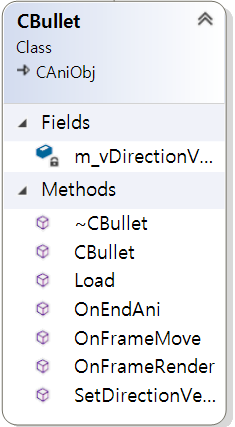 CBullet
Class
CAniObj
Fields
m_vDirectionV...
Methods
~CBullet
CBullet
Load
OnEndAni
OnFrameMove
OnFrameRender
SetDirectionVe...